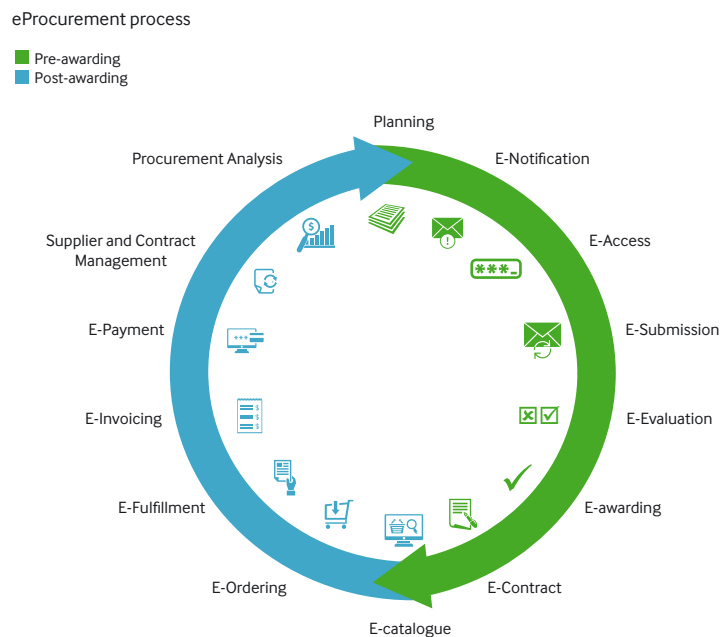 eProcurement process
Pre-awarding
Post-awarding
Planning
E-Notification
E-Access
E-Submission
E-Evaluation
E-awarding
E-Contract
E-catalogue
E-Ordering
E-Fulfillment
E-Invoicing
E-Payment
Supplier and Contract
Management
Procurement Analysis